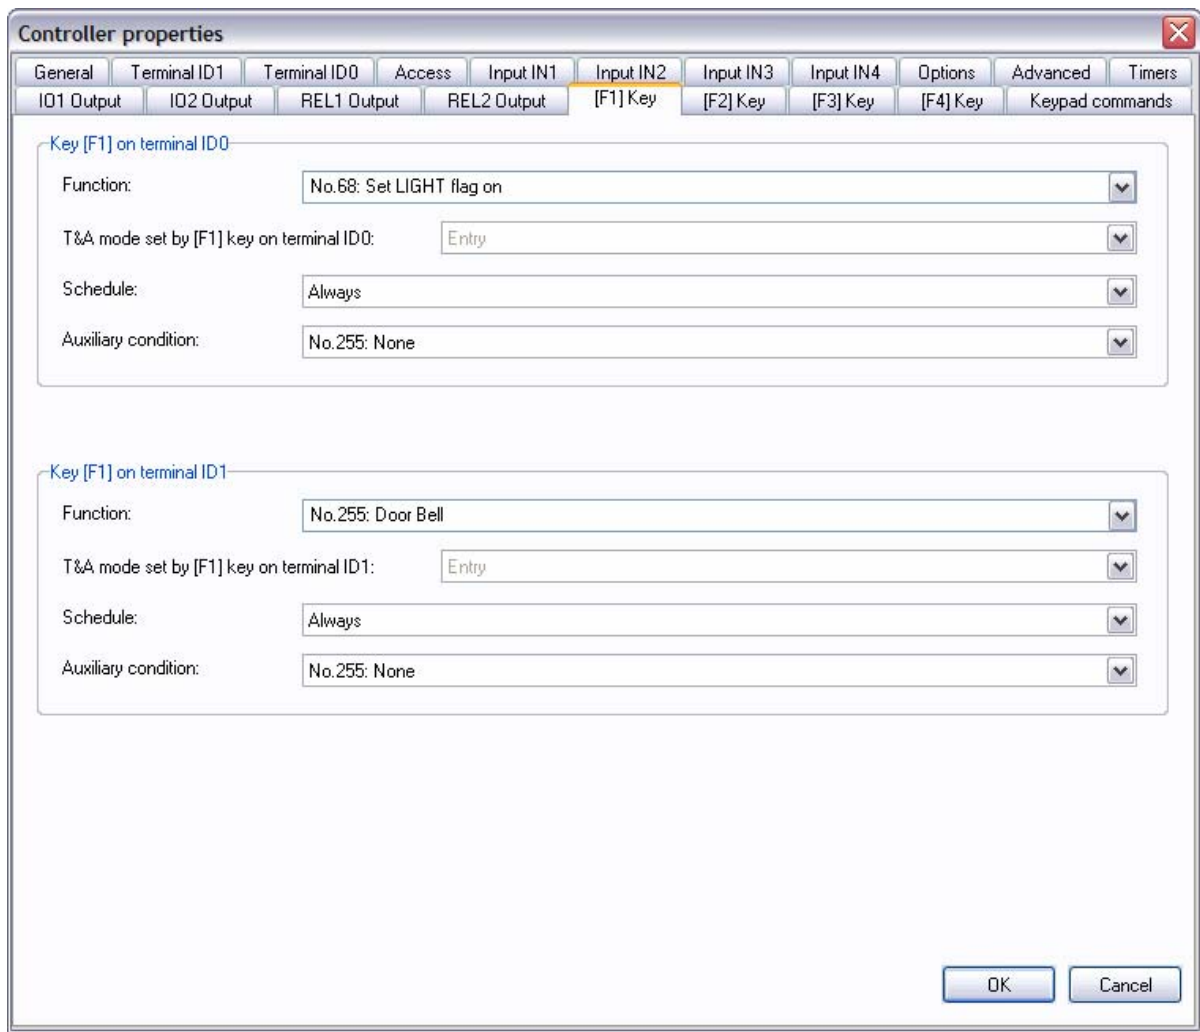 Controller properties
General Terminal ID1 Terminal ID0 Access Input IN1 Input IN2 Input IN3 Input IN4 Options Advanced Timers
IO1 Output IO2 Output REL1 Output REL2 Output [F1] Key [F2] Key [F3] Key [F4] Key Keypad commands
Key [F1] on terminal ID0
Function: No.68: Set LIGHT flag on
T&A mode set by [F1] key on terminal ID0: Entry
Schedule: Always
Auxiliary condition: No.255: None
Key [F1] on terminal ID1
Function: No.255: Door Bell
T&A mode set by [F1] key on terminal ID1: Entry
Schedule: Always
Auxiliary condition: No.255: None
OK Cancel